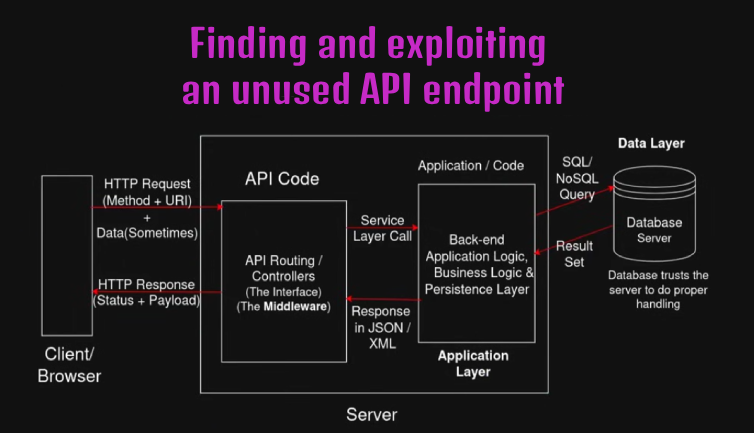 Finding and exploiting
an unused API endpoint
Data Layer
SQL/
NoSQL
Query
Application / Code
API Code
HTTP Request
(Method + URI)
+
Data(Sometimes)
Service
Layer Call
Back-end
Application Logic,
Business Logic &
Persistence Layer
Database
Server
Result
Set
API Routing /
Controllers
(The Interface)
(The Middleware)
HTTP Response
(Status + Payload)
Response
in JSON /
XML
Database trusts the
server to do proper
handling
Client/
Browser
Application
Layer
Server